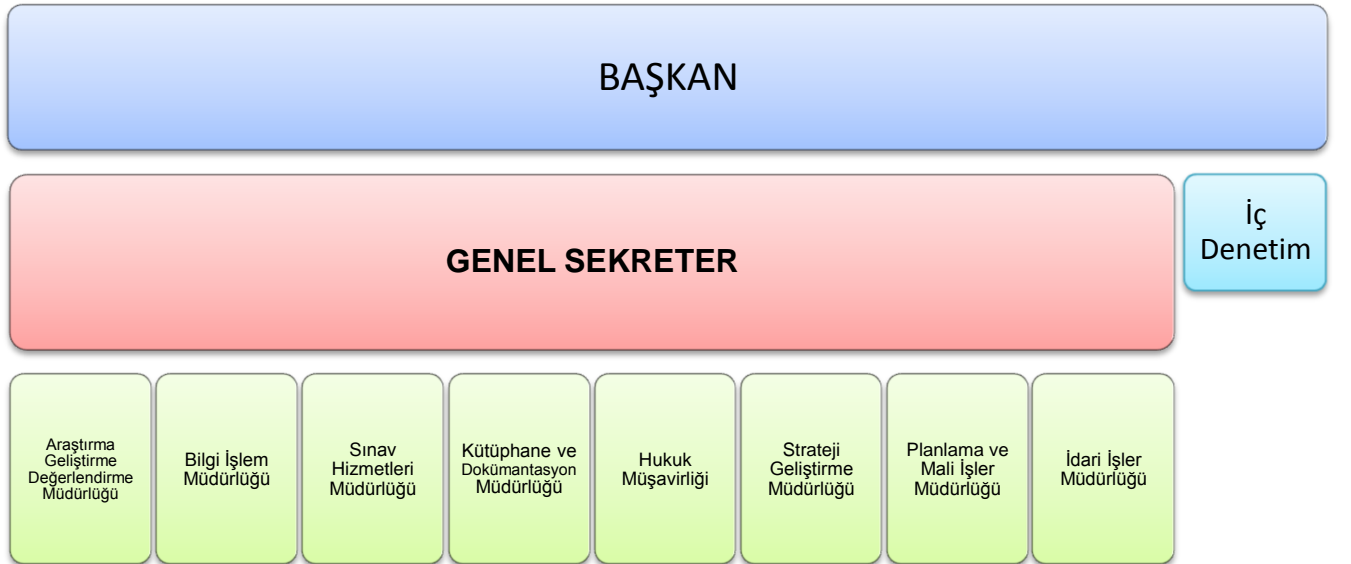 BAŞKAN
GENEL SEKRETER
İç
Denetim
Araştırma
Geliştirme
Değerlendirme
Müdürlüğü
Bilgi İşlem
Müdürlüğü
Sınav
Hizmetleri
Müdürlüğü
Kütüphane ve
Dokümantasyon
Müdürlüğü
Hukuk
Müşavirliği
Strateji
Geliştirme
Müdürlüğü
Planlama ve
Mali İşler
Müdürlüğü
İdari İşler
Müdürlüğü